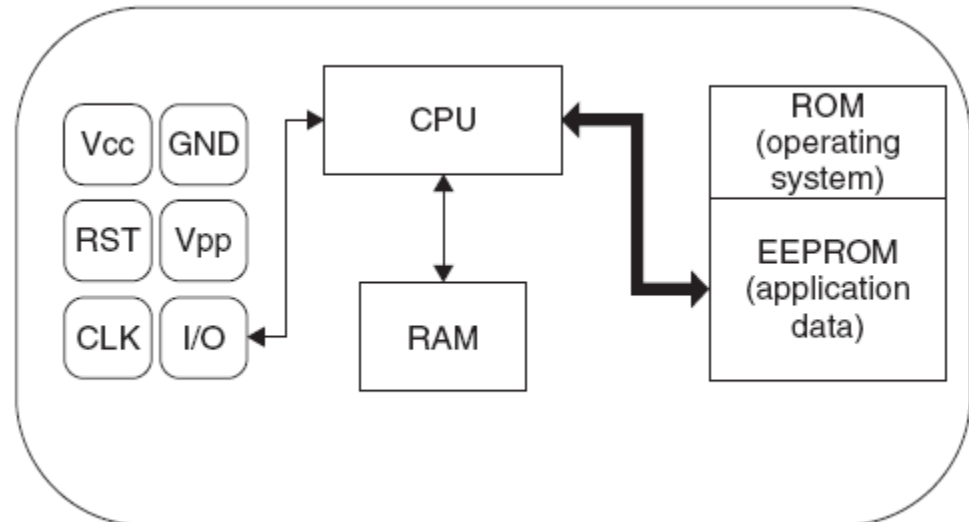 Vcc GND
RST Vpp
CLK I/O
CPU
RAM
ROM
(operating
system)
EEPROM
(application
data)